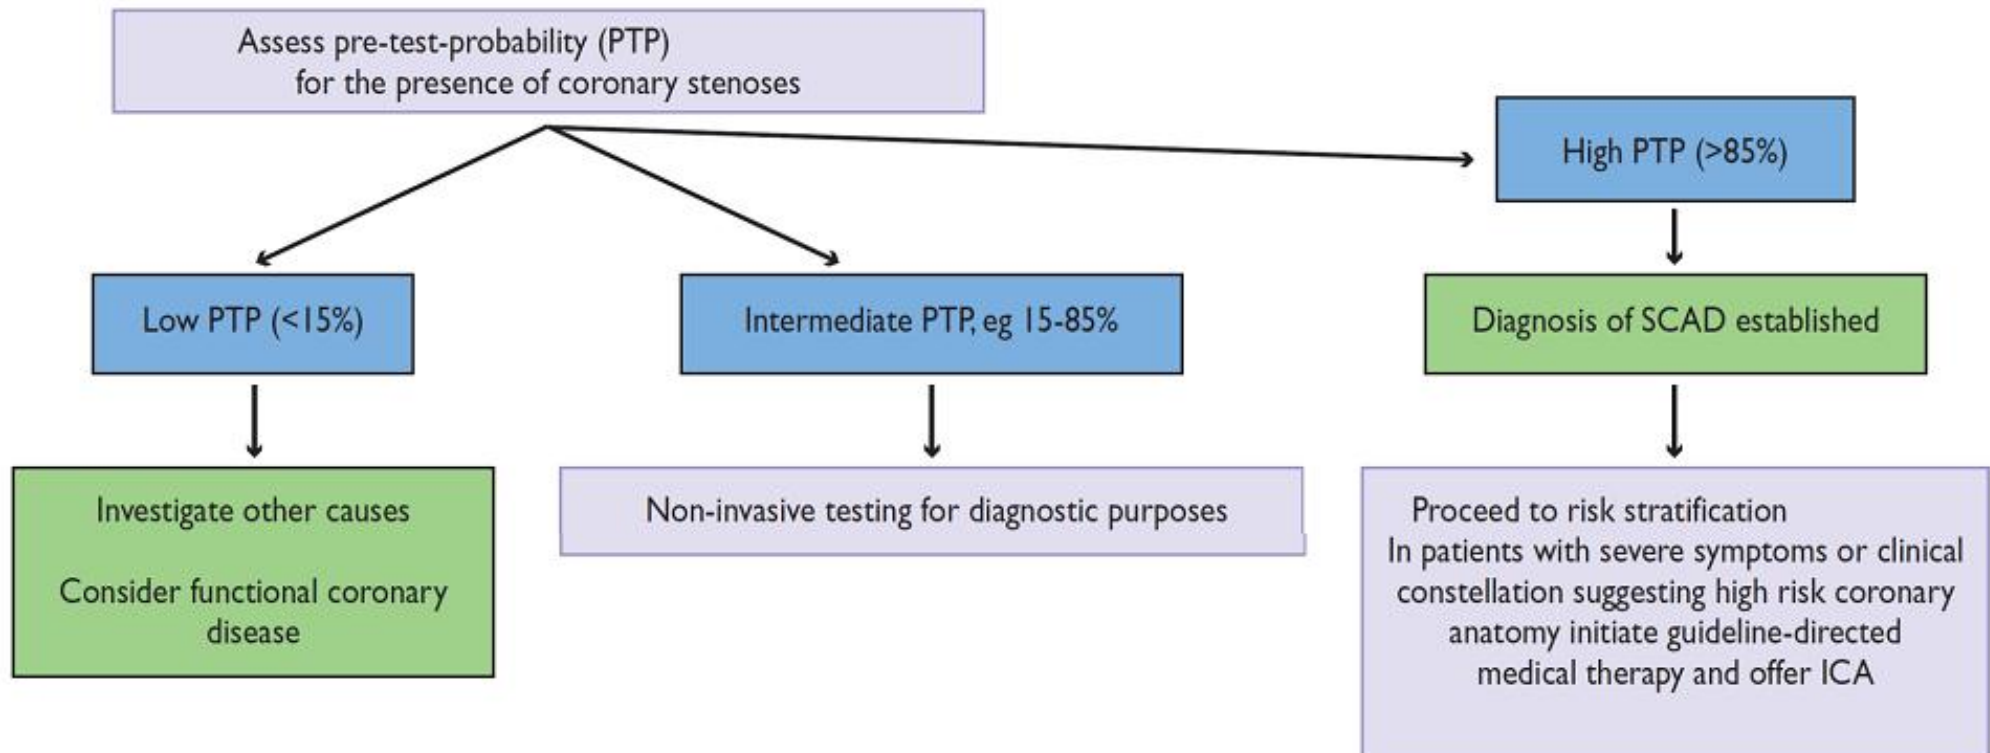 Assess pre-test-probability (PTP)
for the presence of coronary stenoses
High PTP (>85%)
Low PTP (<15%)
Intermediate PTP, eg 15-85%
Diagnosis of SCAD established
Investigate other causes
Consider functional coronary
disease
Non-invasive testing for diagnostic purposes
Proceed to risk stratification
In patients with severe symptoms or clinical
constellation suggesting high risk coronary
anatomy initiate guideline-directed
medical therapy and offer ICA